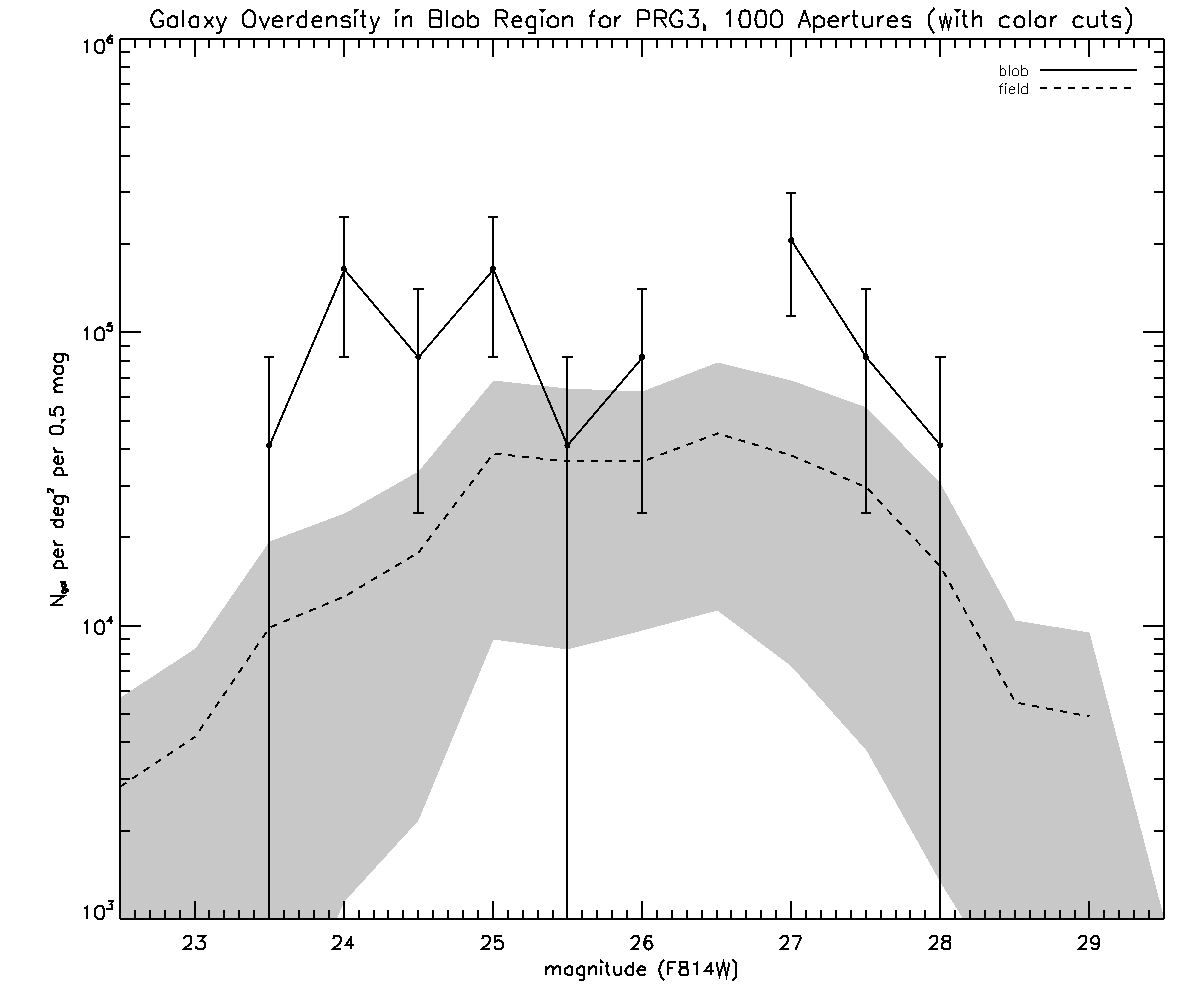 Galaxy Overdensity in Blob Region for PRG3, 1000 Apertures (with color cuts)
blob
field
10⁶
10⁵
10⁴
10³
N_gal per deg² per 0.5 mag
23 24 25 26 27 28 29
magnitude (F814W)